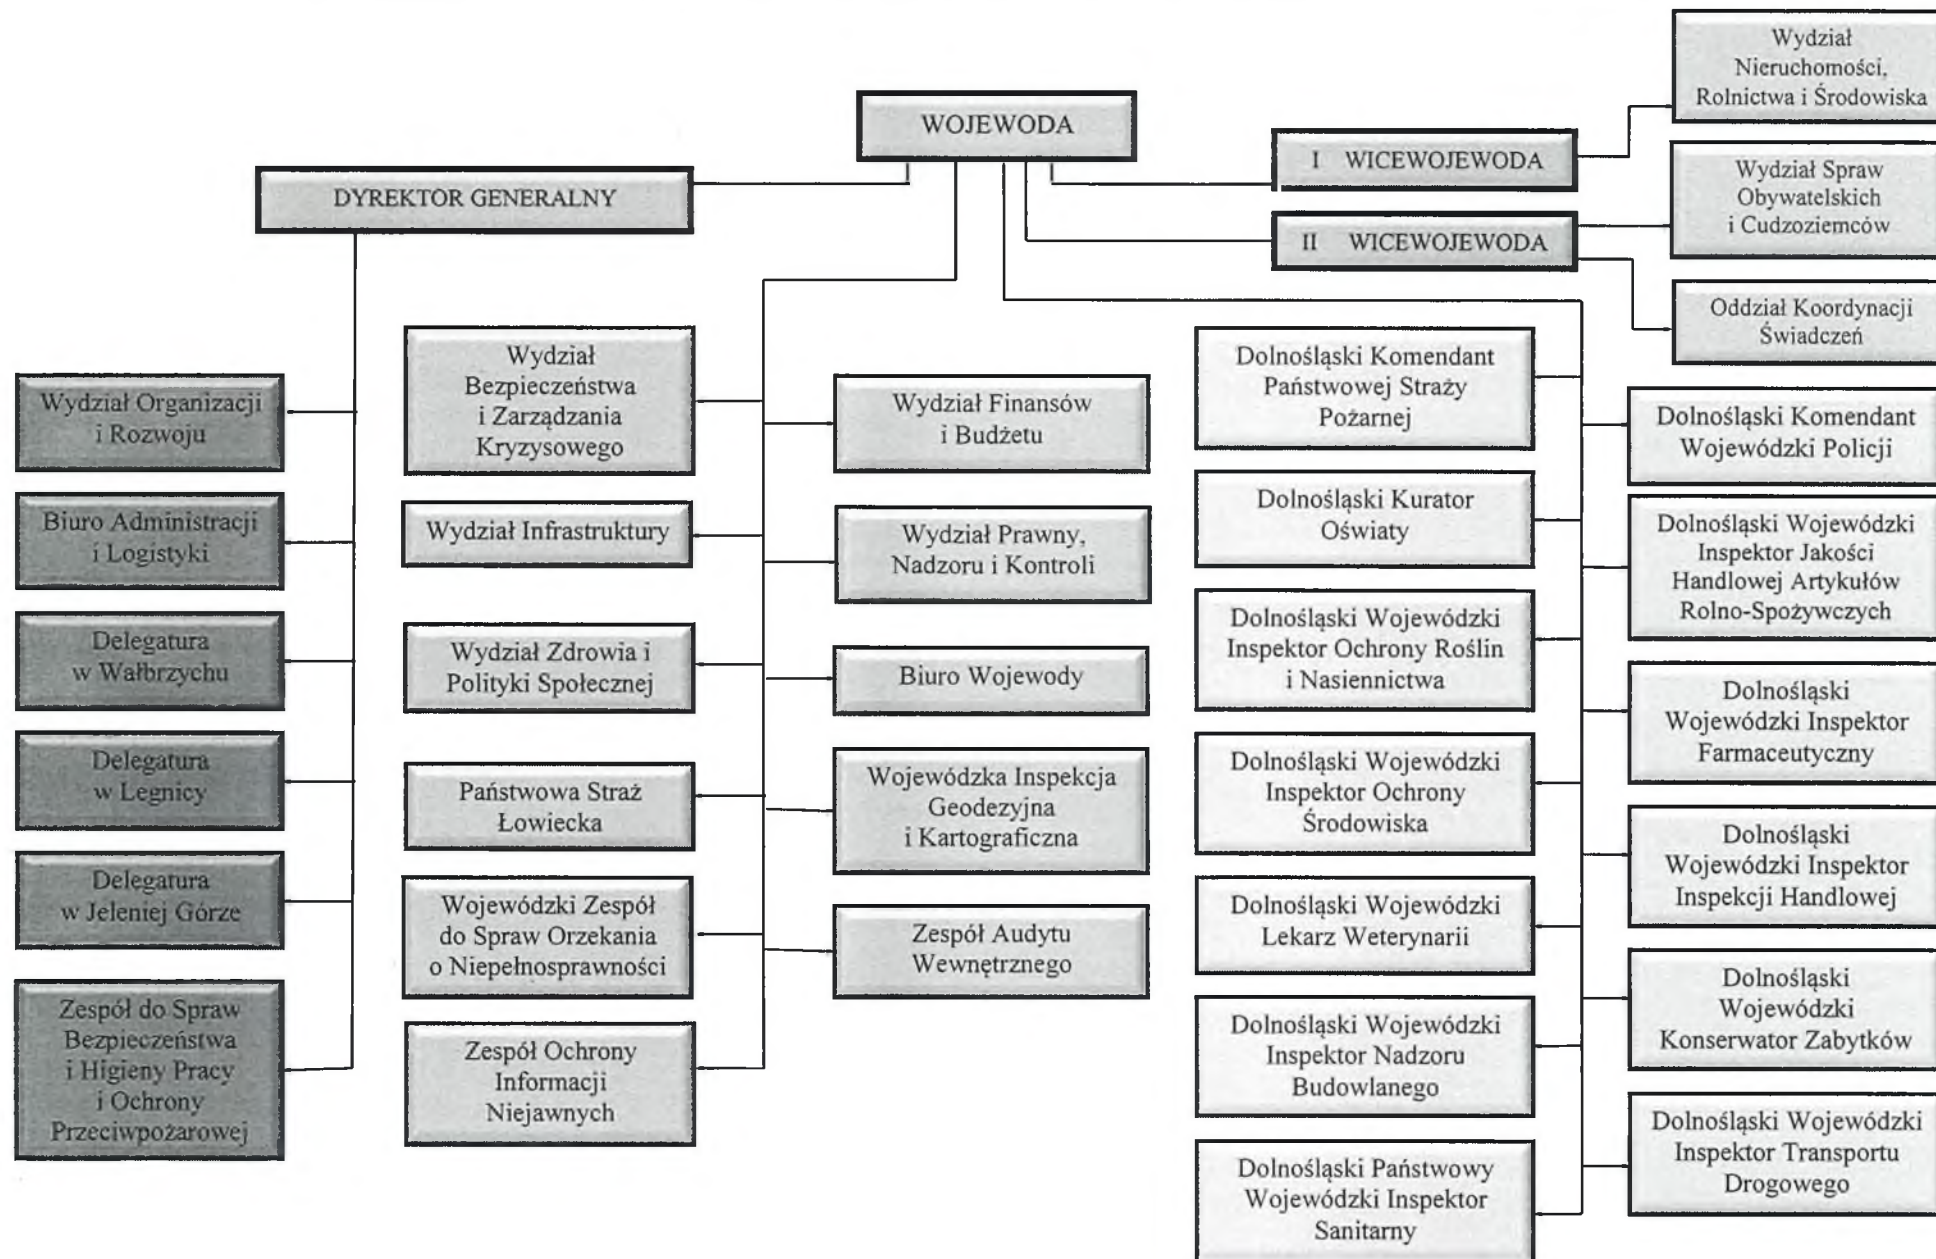 WOJEWODA
DYREKTOR GENERALNY
I WICEWOJEWODA
II WICEWOJEWODA
Wydział
Nieruchomości,
Rolnictwa i Środowiska
Wydział Spraw
Obywatelskich
i Cudzoziemców
Oddział Koordynacji
Świadczeń
Wydział Organizacji
i Rozwoju
Biuro Administracji
i Logistyki
Delegatura
w Wałbrzychu
Delegatura
w Legnicy
Delegatura
w Jeleniej Górze
Zespół do Spraw
Bezpieczeństwa
i Higieny Pracy
i Ochrony
Przeciwpożarowej
Wydział
Bezpieczeństwa
i Zarządzania
Kryzysowego
Wydział Infrastruktury
Wydział Zdrowia i
Polityki Społecznej
Państwowa Straż
Łowiecka
Wojewódzki Zespół
do Spraw Orzekania
o Niepełnosprawności
Zespół Ochrony
Informacji
Niejawnych
Wydział Finansów
i Budżetu
Wydział Prawny,
Nadzoru i Kontroli
Biuro Wojewody
Wojewódzka Inspekcja
Geodezyjna
i Kartograficzna
Zespół Audytu
Wewnętrznego
Dolnośląski Komendant
Państwowej Straży
Pożarnej
Dolnośląski Kurator
Oświaty
Dolnośląski Wojewódzki
Inspektor Ochrony Roślin
i Nasiennictwa
Dolnośląski Wojewódzki
Inspektor Ochrony
Środowiska
Dolnośląski Wojewódzki
Lekarz Weterynarii
Dolnośląski Wojewódzki
Inspektor Nadzoru
Budowlanego
Dolnośląski Państwowy
Wojewódzki Inspektor
Sanitarny
Dolnośląski Komendant
Wojewódzki Policji
Dolnośląski Wojewódzki
Inspektor Jakości
Handlowej Artykułów
Rolno-Spożywczych
Dolnośląski
Wojewódzki Inspektor
Farmaceutyczny
Dolnośląski
Wojewódzki Inspektor
Inspekcji Handlowej
Dolnośląski
Wojewódzki
Konserwator Zabytków
Dolnośląski Wojewódzki
Inspektor Transportu
Drogowego